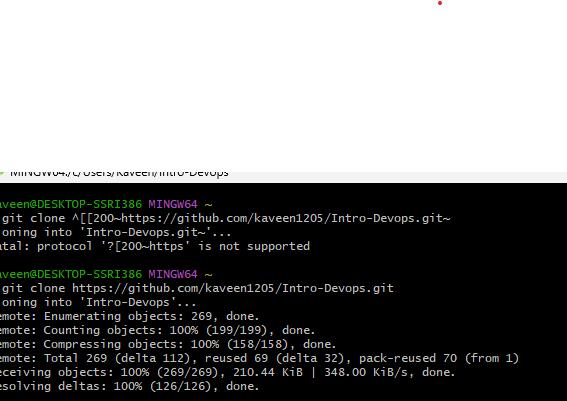 MINGW64:/c/Users/Kaveen/Intro-Devops
aveen@DESKTOP-SSRI386 MINGW64 ~
git clone ^[[200~https://github.com/kaveen1205/Intro-Devops.git~
oning into 'Intro-Devops.git~'...
atal: protocol '?[200~https' is not supported
aveen@DESKTOP-SSRI386 MINGW64 ~
git clone https://github.com/kaveen1205/Intro-Devops.git
oning into 'Intro-Devops'...
emote: Enumerating objects: 269, done.
emote: Counting objects: 100% (199/199), done.
emote: Compressing objects: 100% (158/158), done.
emote: Total 269 (delta 112), reused 69 (delta 32), pack-reused 70 (from 1)
eceiving objects: 100% (269/269), 210.44 KiB | 348.00 KiB/s, done.
esolving deltas: 100% (126/126), done.